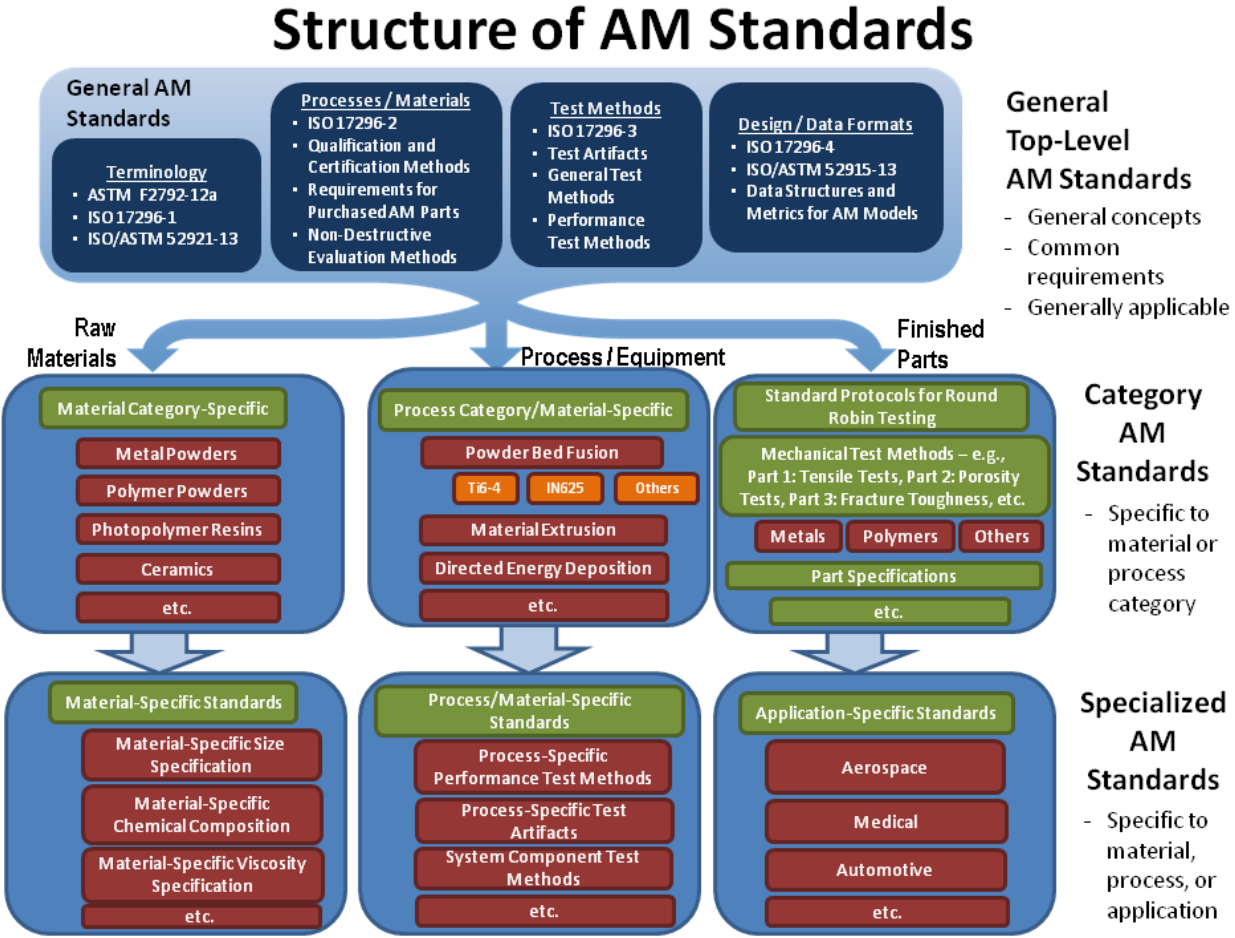 Structure of AM Standards
General AM
Standards
Terminology
▪ ASTM F2792-12a
▪ ISO 17296-1
▪ ISO/ASTM 52921-13
Processes / Materials
▪ ISO 17296-2
▪ Qualification and
Certification Methods
▪ Requirements for
Purchased AM Parts
▪ Non-Destructive
Evaluation Methods
Test Methods
▪ ISO 17296-3
▪ Test Artifacts
▪ General Test
Methods
▪ Performance
Test Methods
Design / Data Formats
▪ ISO 17296-4
▪ ISO/ASTM 52915-13
▪ Data Structures and
Metrics for AM Models
General
Top-Level
AM Standards
- General concepts
- Common
requirements
- Generally applicable
Raw
Materials
Process / Equipment
Finished
Parts
Material Category-Specific
Metal Powders
Polymer Powders
Photopolymer Resins
Ceramics
etc.
Process Category/Material-Specific
Powder Bed Fusion
Ti6-4
IN625
Others
Material Extrusion
Directed Energy Deposition
etc.
Standard Protocols for Round
Robin Testing
Mechanical Test Methods – e.g.,
Part 1: Tensile Tests, Part 2: Porosity
Tests, Part 3: Fracture Toughness, etc.
Metals
Polymers
Others
Part Specifications
etc.
Category
AM
Standards
- Specific to
material or
process
category
Material-Specific Standards
Material-Specific Size
Specification
Material-Specific
Chemical Composition
Material-Specific Viscosity
Specification
etc.
Process/Material-Specific
Standards
Process-Specific
Performance Test Methods
Process-Specific Test
Artifacts
System Component Test
Methods
etc.
Application-Specific Standards
Aerospace
Medical
Automotive
etc.
Specialized
AM
Standards
- Specific to
material,
process, or
application